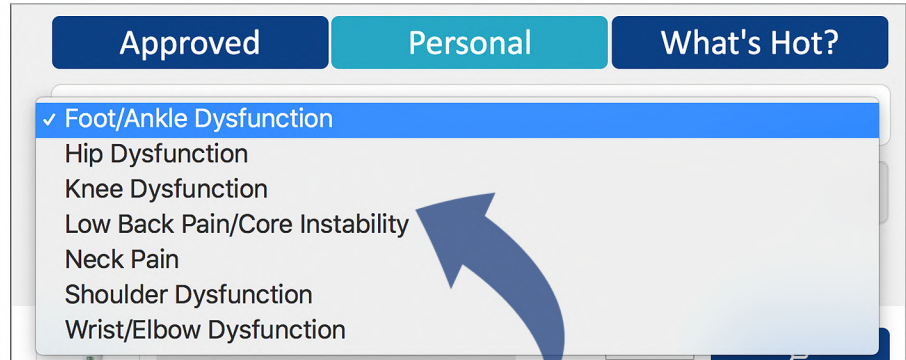 Approved Personal What's Hot?
✓ Foot/Ankle Dysfunction
Hip Dysfunction
Knee Dysfunction
Low Back Pain/Core Instability
Neck Pain
Shoulder Dysfunction
Wrist/Elbow Dysfunction